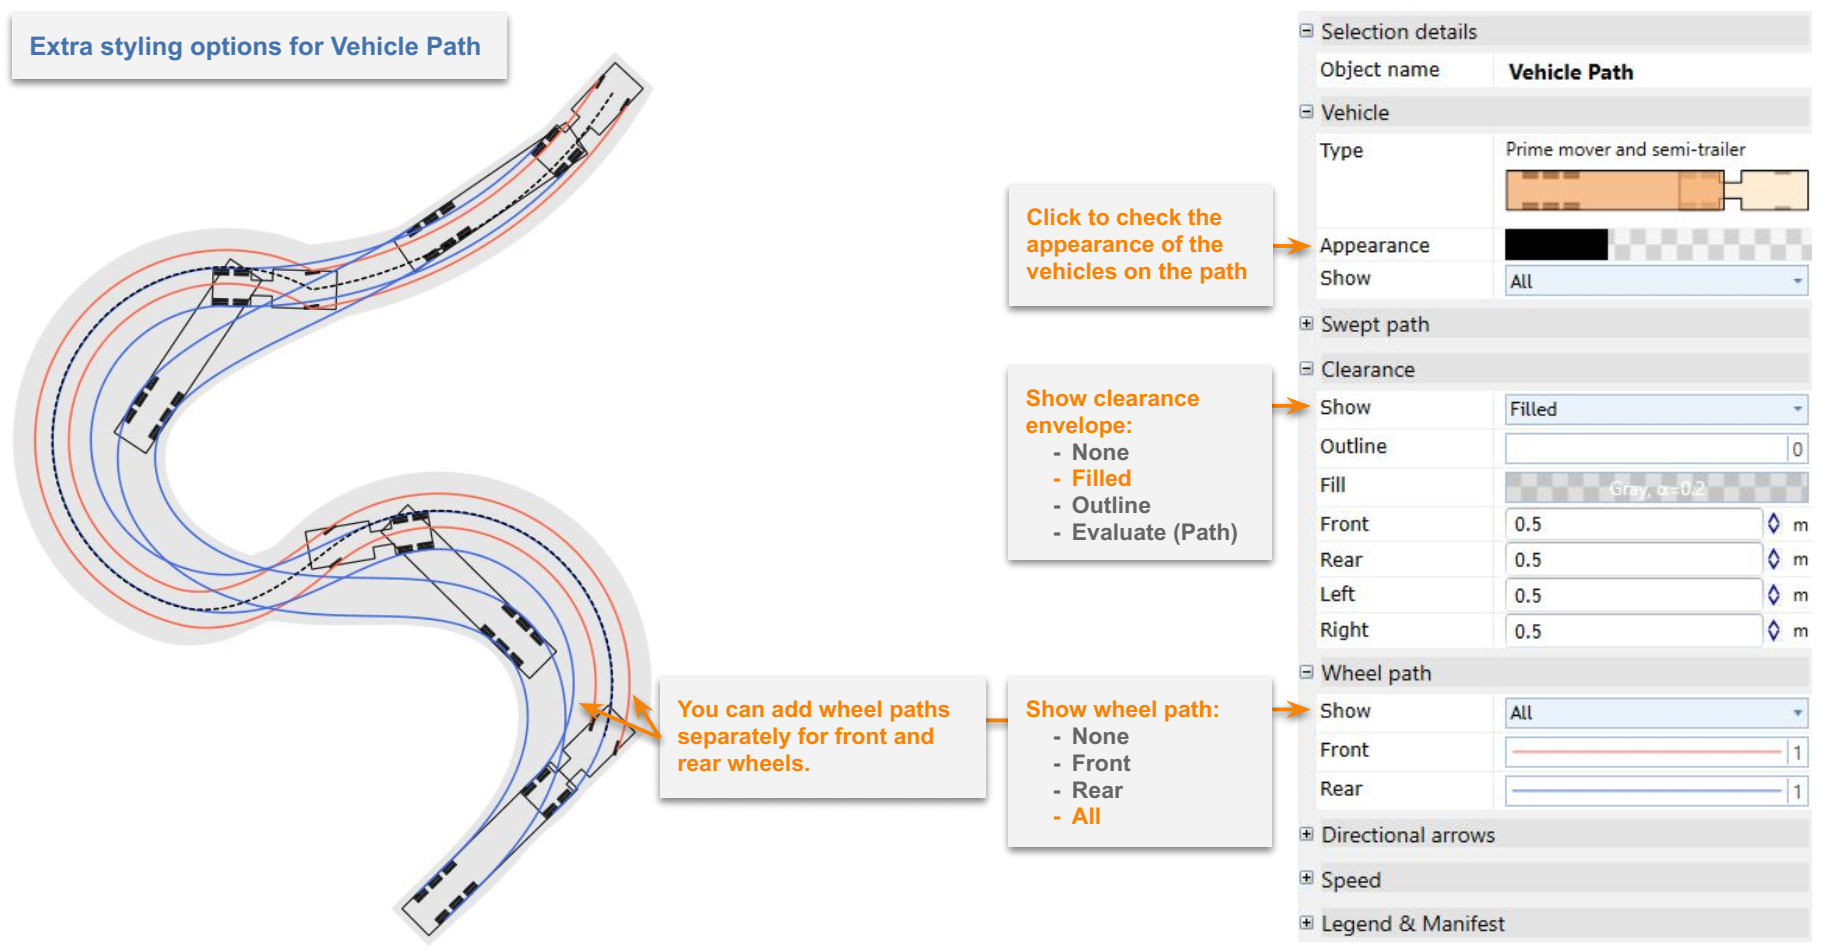 Extra styling options for Vehicle Path
Click to check the
appearance of the
vehicles on the path
Show clearance
envelope:
- None
- Filled
- Outline
- Evaluate (Path)
You can add wheel paths
separately for front and
rear wheels.
Show wheel path:
- None
- Front
- Rear
- All
Selection details
Object name Vehicle Path
Vehicle
Type Prime mover and semi-trailer
Appearance
Show All
Swept path
Clearance
Show Filled
Outline 0
Fill Gray, α=0.2
Front 0.5 m
Rear 0.5 m
Left 0.5 m
Right 0.5 m
Wheel path
Show All
Front 1
Rear 1
Directional arrows
Speed
Legend & Manifest